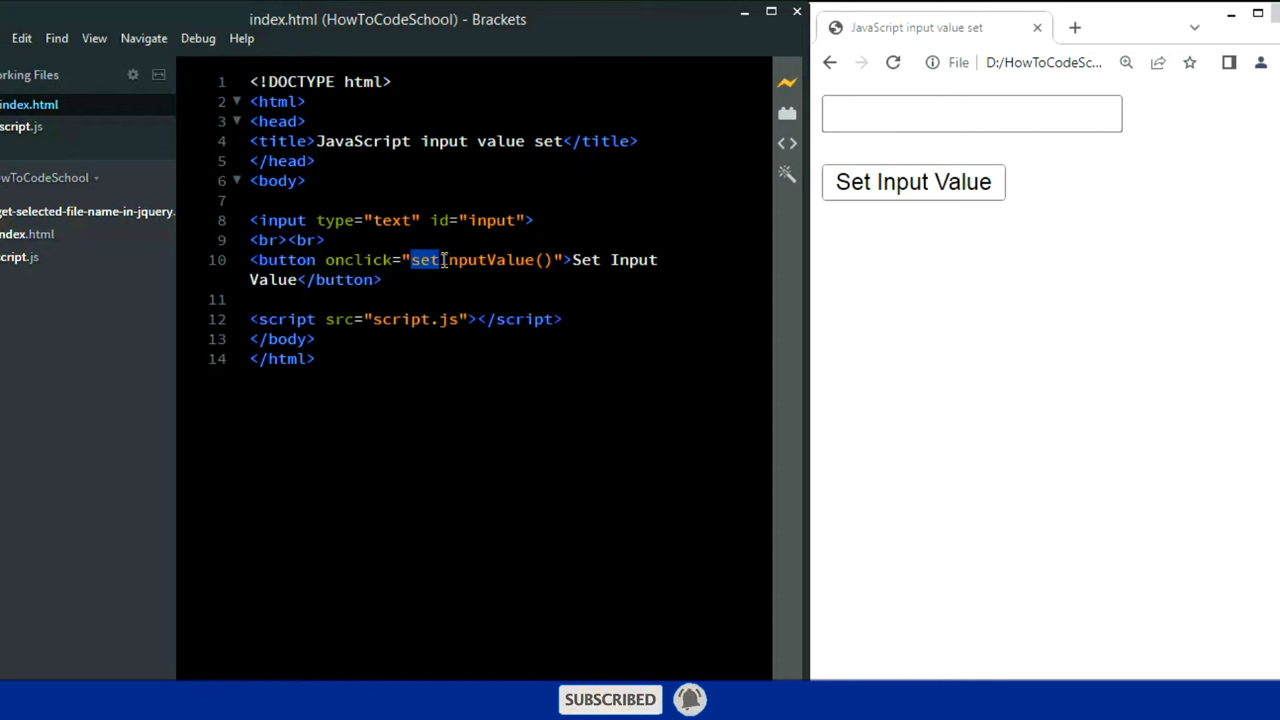 index.html (HowToCodeSchool) - Brackets
Edit Find View Navigate Debug Help
orking Files
index.html
script.js
wToCodeSchool
get-selected-file-name-in-jquery.
ndex.html
script.js
1 <!DOCTYPE html>
2 <html>
3 <head>
4 <title>JavaScript input value set</title>
5 </head>
6 <body>
7
8 <input type="text" id="input">
9 <br><br>
10 <button onclick="setInputValue()">Set Input
Value</button>
11
12 <script src="script.js"></script>
13 </body>
14 </html>
JavaScript input value set
File D:/HowToCodeSc...
Set Input Value
SUBSCRIBED